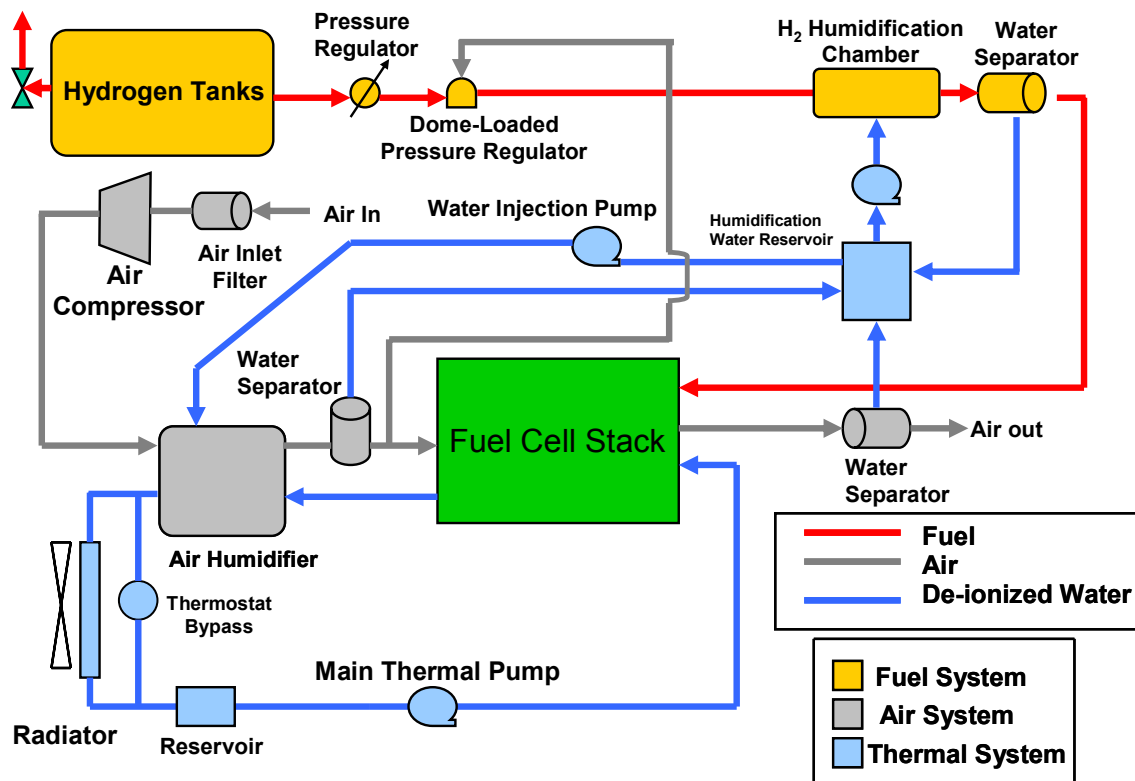 Pressure
Regulator
H2 Humidification
Chamber
Water
Separator
Hydrogen Tanks
Dome-Loaded
Pressure Regulator
Air In
Air Inlet
Filter
Air
Compressor
Water Injection Pump
Humidification
Water Reservoir
Water
Separator
Fuel Cell Stack
Air out
Water
Separator
Air Humidifier
Thermostat
Bypass
Main Thermal Pump
Radiator
Reservoir
Fuel
Air
De-ionized Water
Fuel System
Air System
Thermal System